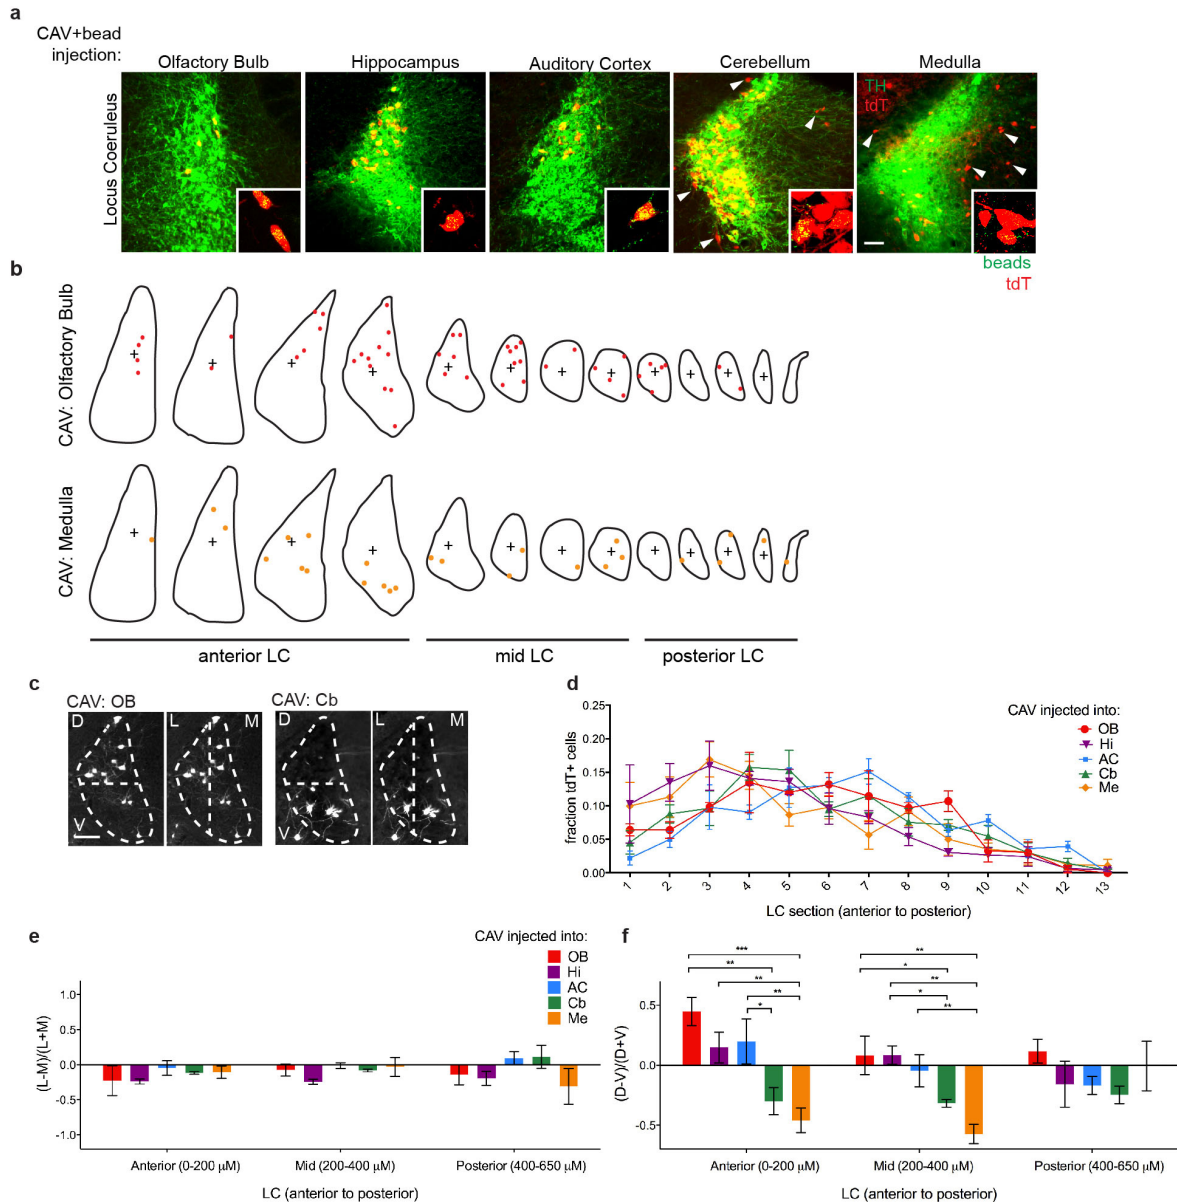 a
CAV+bead
injection:
Olfactory Bulb
Hippocampus
Auditory Cortex
Cerebellum
Medulla
Locus Coeruleus
TH
tdT
beads
tdT
b
CAV: Olfactory Bulb
CAV: Medulla
anterior LC
mid LC
posterior LC
c
CAV: OB
CAV: Cb
D
V
L
M
D
V
L
M
d
CAV injected into:
OB
Hi
AC
Cb
Me
fraction tdT+ cells
0.25
0.20
0.15
0.10
0.05
0.00
1 2 3 4 5 6 7 8 9 10 11 12 13
LC section (anterior to posterior)
e
CAV injected into:
OB
Hi
AC
Cb
Me
(L-M)/(L+M)
1.0
0.5
0.0
-0.5
-1.0
Anterior (0-200 μM)
Mid (200-400 μM)
Posterior (400-650 μM)
LC (anterior to posterior)
f
***
**
**
**
*
**
*
**
*
**
(D-V)/(D+V)
0.5
0.0
-0.5
Anterior (0-200 μM)
Mid (200-400 μM)
Posterior (400-650 μM)
LC (anterior to posterior)